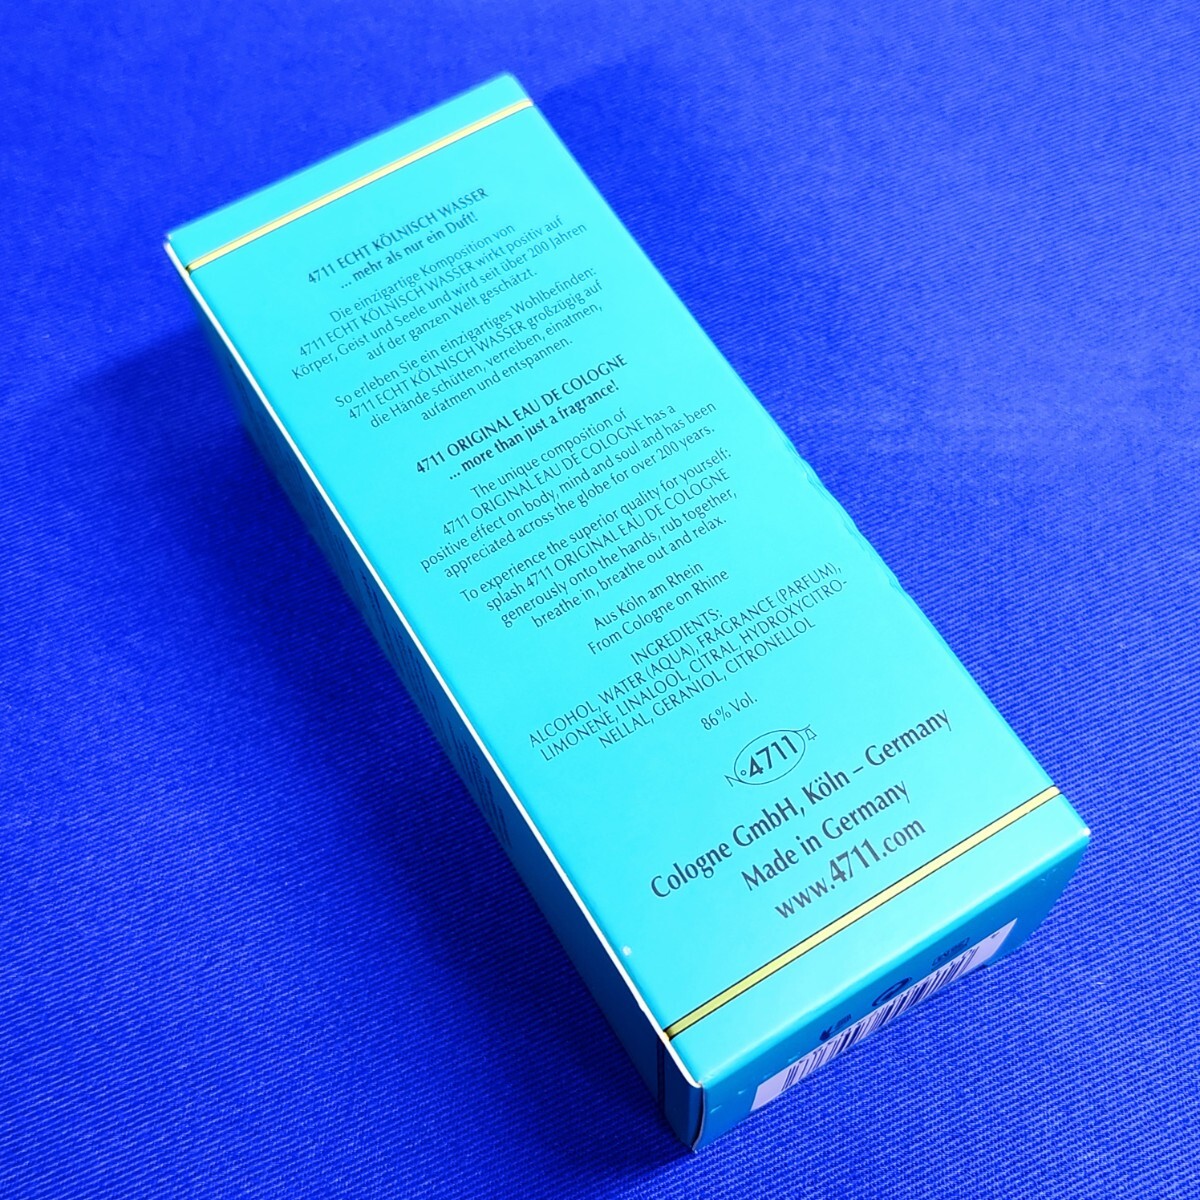 4711 ECHT KÖLNISCH WASSER
...mehr als nur ein Duft!
Die einzigartige Komposition von
4711 ECHT KÖLNISCH WASSER wirkt positiv auf
Körper, Geist und Seele und wird seit über 200 Jahren
auf der ganzen Welt geschätzt.
So erleben Sie ein einzigartiges Wohlbefinden:
4711 ECHT KÖLNISCH WASSER großzügig auf
die Hände schütten, verreiben, einatmen,
aufatmen und entspannen.
4711 ORIGINAL EAU DE COLOGNE
...more than just a fragrance!
The unique composition of
4711 ORIGINAL EAU DE COLOGNE has a
positive effect on body, mind and soul and has been
appreciated across the globe for over 200 years.
To experience the superior quality for yourself:
splash 4711 ORIGINAL EAU DE COLOGNE
generously onto the hands, rub together,
breathe in, breathe out and relax.
Aus Köln am Rhein
From Cologne on Rhine
INGREDIENTS:
ALCOHOL, WATER (AQUA), FRAGRANCE (PARFUM),
LIMONENE, LINALOOL, CITRAL, HYDROXYCITRO-
NELLAL, GERANIOL, CITRONELLOL
86% Vol.
Nº 4711
Cologne GmbH, Köln – Germany
Made in Germany
www.4711.com